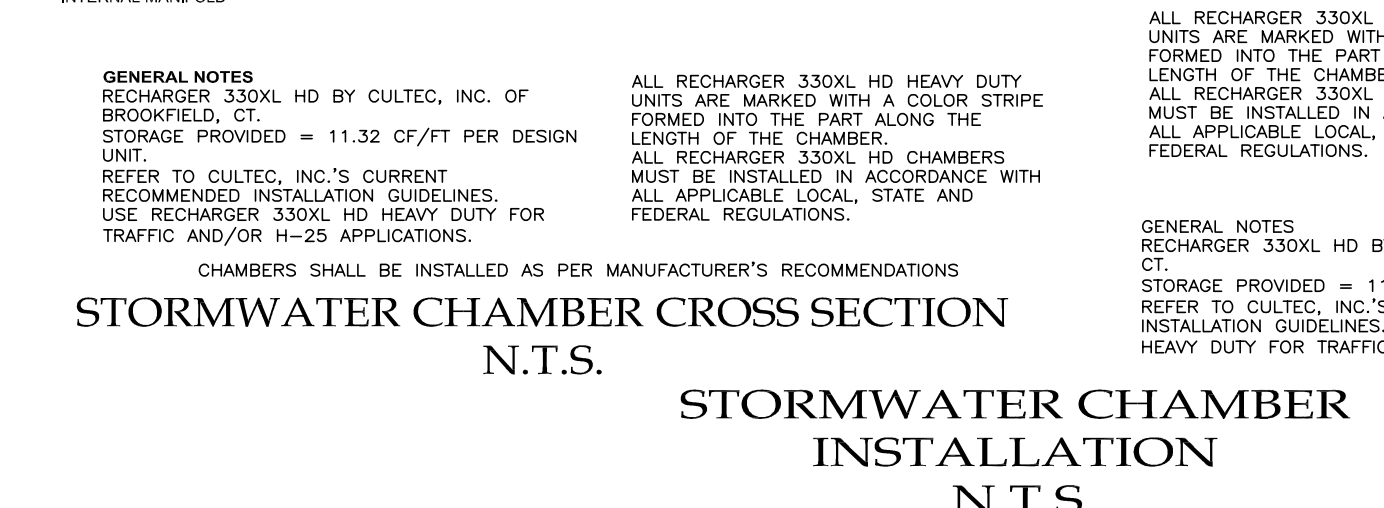 INTERNAL MANIFOLD
GENERAL NOTES
RECHARGER 330XL HD BY CULTEC, INC. OF
BROOKFIELD, CT.
STORAGE PROVIDED = 11.32 CF/FT PER DESIGN
UNIT.
REFER TO CULTEC, INC.'S CURRENT
RECOMMENDED INSTALLATION GUIDELINES.
USE RECHARGER 330XL HD HEAVY DUTY FOR
TRAFFIC AND/OR H-25 APPLICATIONS.
ALL RECHARGER 330XL HD HEAVY DUTY
UNITS ARE MARKED WITH A COLOR STRIPE
FORMED INTO THE PART ALONG THE
LENGTH OF THE CHAMBER.
ALL RECHARGER 330XL HD CHAMBERS
MUST BE INSTALLED IN ACCORDANCE WITH
ALL APPLICABLE LOCAL, STATE AND
FEDERAL REGULATIONS.
CHAMBERS SHALL BE INSTALLED AS PER MANUFACTURER'S RECOMMENDATIONS
STORMWATER CHAMBER CROSS SECTION
N.T.S.
ALL RECHARGER 330XL
UNITS ARE MARKED WITH
FORMED INTO THE PART
LENGTH OF THE CHAMBE
ALL RECHARGER 330XL
MUST BE INSTALLED IN
ALL APPLICABLE LOCAL,
FEDERAL REGULATIONS.
GENERAL NOTES
RECHARGER 330XL HD B
CT.
STORAGE PROVIDED = 11
REFER TO CULTEC, INC.'S
INSTALLATION GUIDELINES.
HEAVY DUTY FOR TRAFFIC
STORMWATER CHAMBER
INSTALLATION
N.T.S.